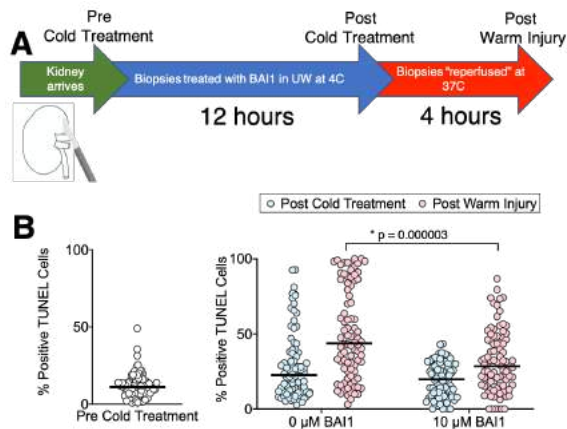 A
Pre
Cold Treatment
Post
Cold Treatment
Post
Warm Injury
Kidney
arrives
Biopsies treated with BAI1 in UW at 4C
Biopsies "reperfused" at
37C
12 hours
4 hours
B
Post Cold Treatment
Post Warm Injury
* p = 0.000003
% Positive TUNEL Cells
100
50
0
Pre Cold Treatment
% Positive TUNEL Cells
100
50
0
0 µM BAI1
10 µM BAI1